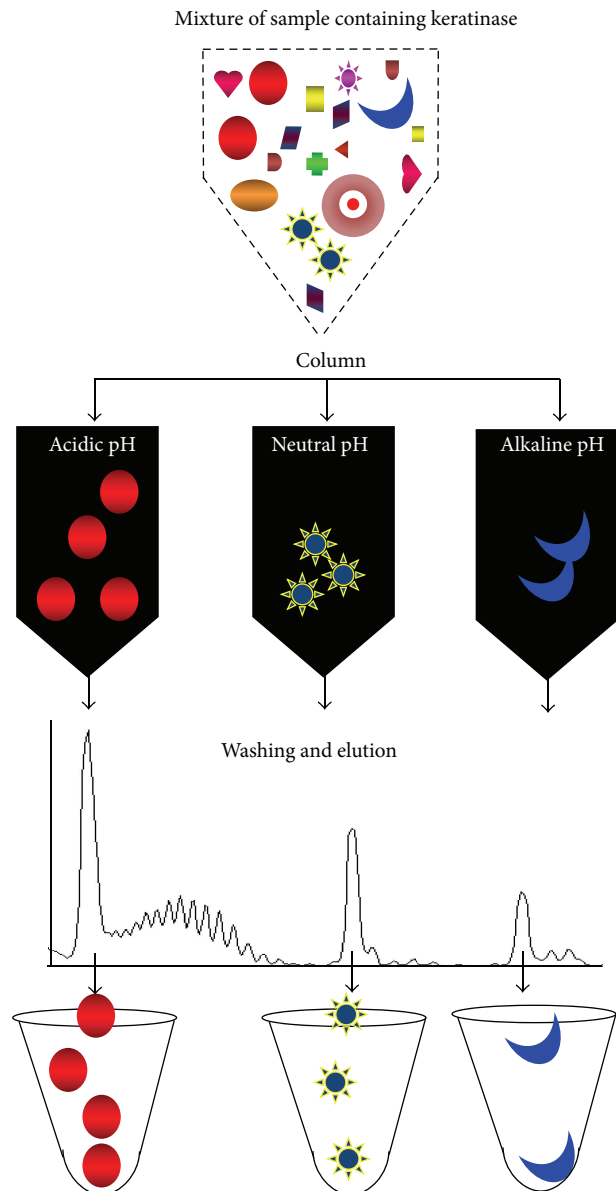 Mixture of sample containing keratinase
Column
Acidic pH
Neutral pH
Alkaline pH
Washing and elution